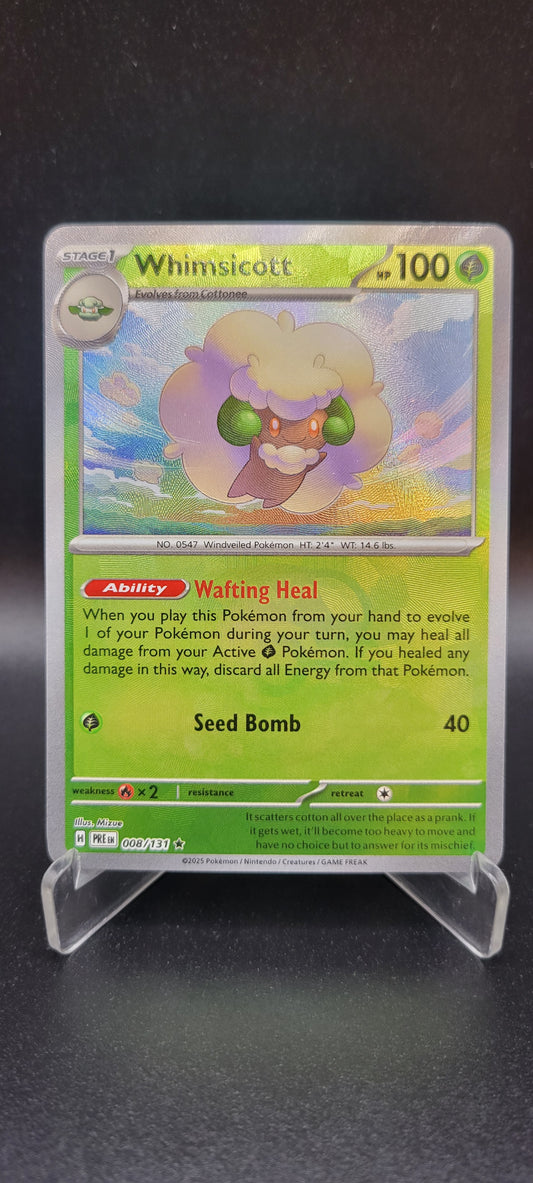 STAGE1 Whimsicott HP 100
Evolves from Cottonee
NO. 0547 Windveiled Pokémon HT: 2'4" WT: 14.6 lbs.
Ability Wafting Heal
When you play this Pokémon from your hand to evolve
1 of your Pokémon during your turn, you may heal all
damage from your Active Pokémon. If you healed any
damage in this way, discard all Energy from that Pokémon.
Seed Bomb 40
weakness ×2 resistance retreat
Illus. Mizue
H PRE EN 008/131
It scatters cotton all over the place as a prank. If
it gets wet, it'll become too heavy to move and
have no choice but to answer for its mischief.
©2025 Pokémon / Nintendo / Creatures / GAME FREAK